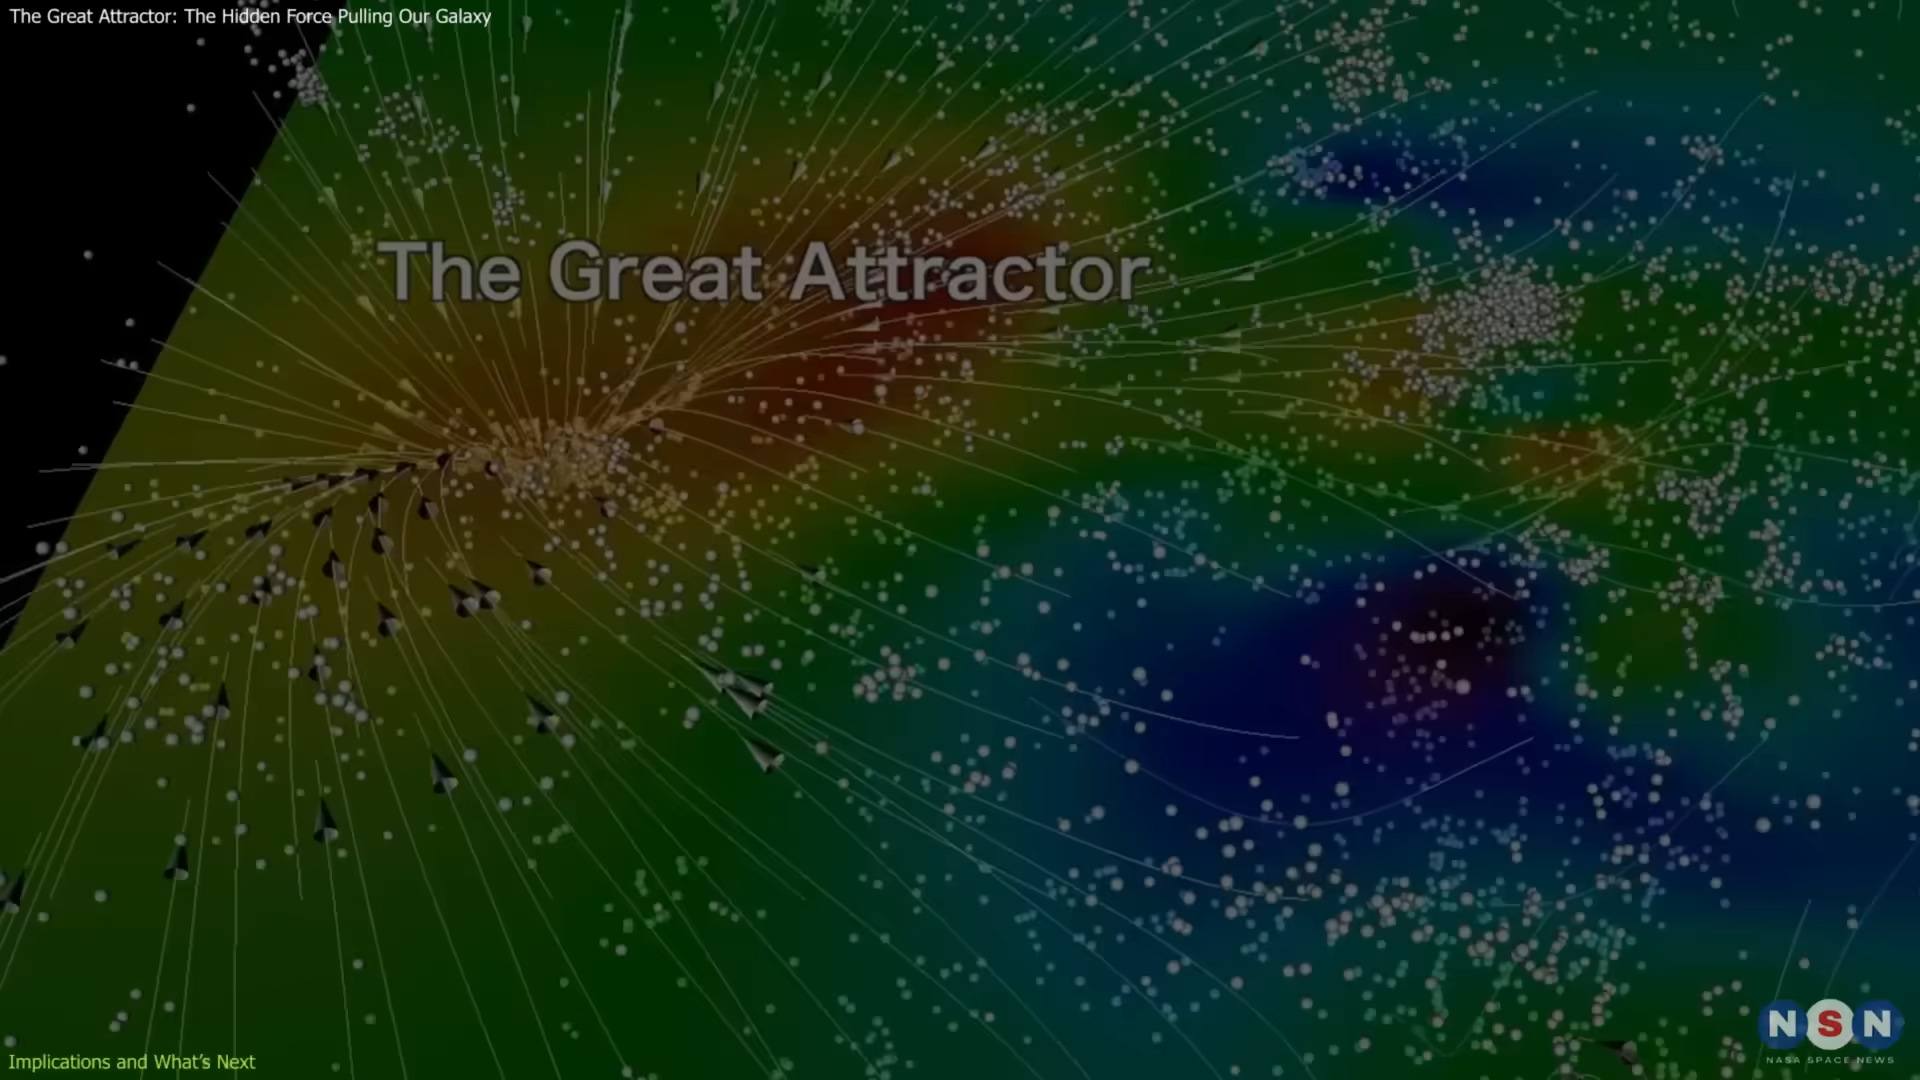 The Great Attractor: The Hidden Force Pulling Our Galaxy
The Great Attractor
Implications and What's Next
NSN
NASA SPACE NEWS